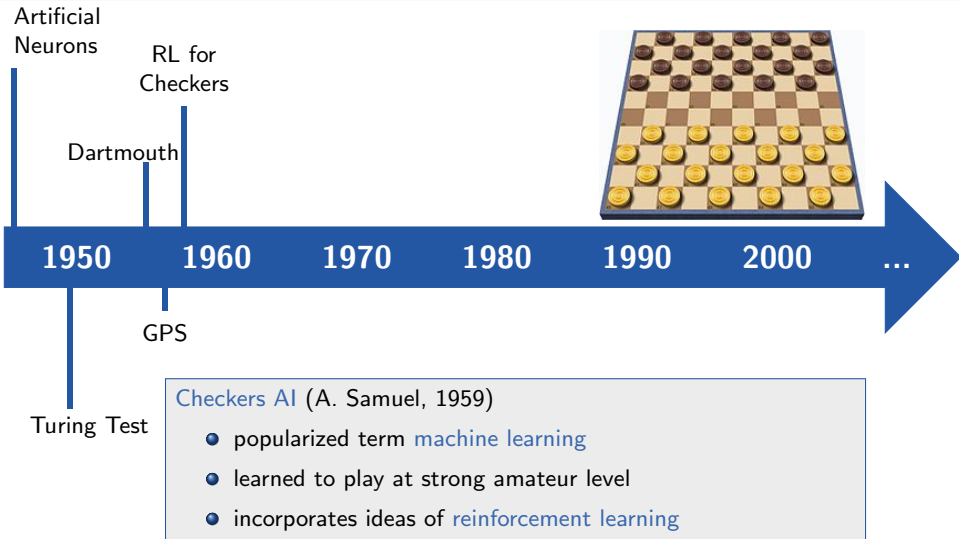 Artificial
Neurons
RL for
Checkers
Dartmouth
1950 1960 1970 1980 1990 2000 ...
GPS
Turing Test
Checkers AI (A. Samuel, 1959)
popularized term machine learning
learned to play at strong amateur level
incorporates ideas of reinforcement learning